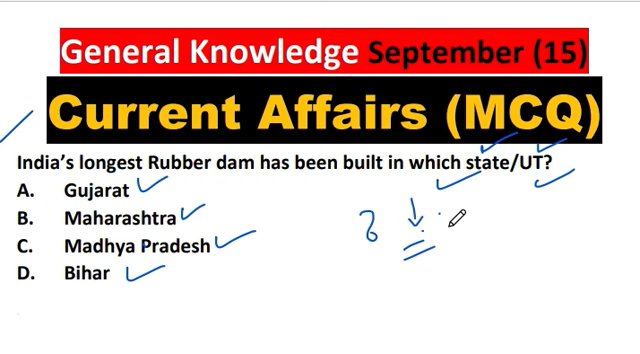 General Knowledge September (15)
Current Affairs (MCQ)
India's longest Rubber dam has been built in which state/UT?
A. Gujarat
B. Maharashtra
C. Madhya Pradesh
D. Bihar